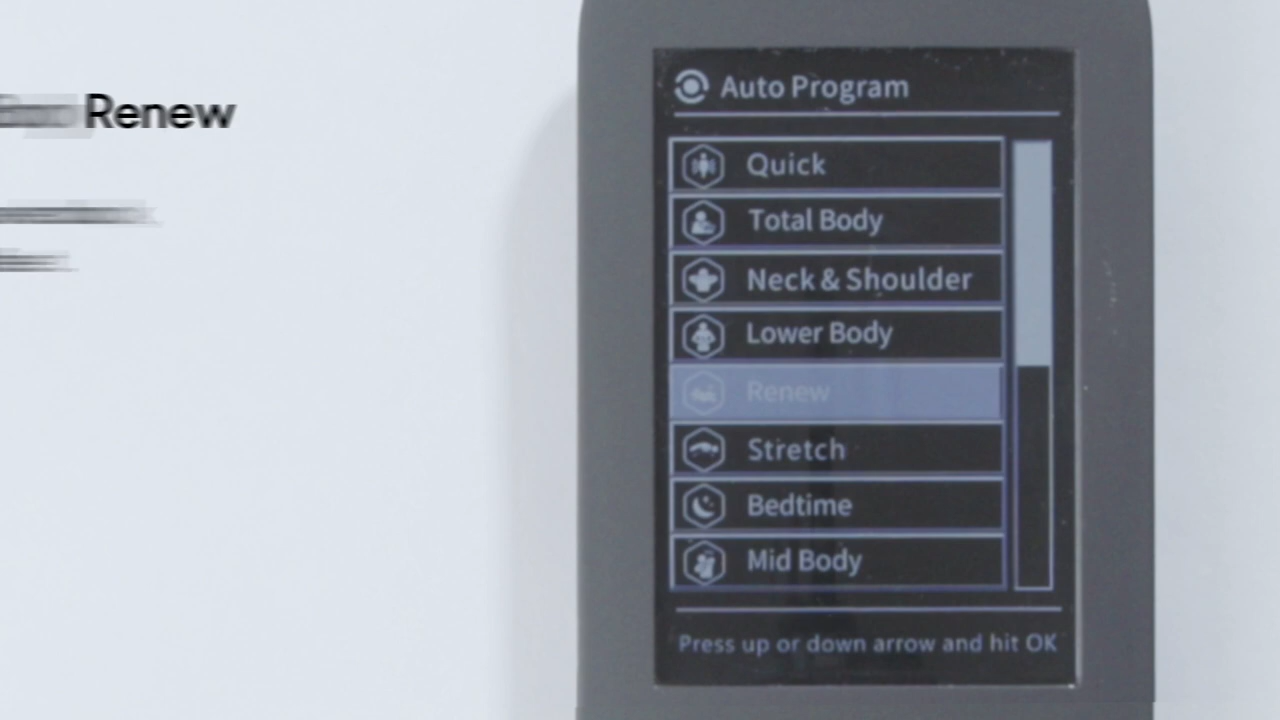 Renew
Auto Program
Quick
Total Body
Neck & Shoulder
Lower Body
Renew
Stretch
Bedtime
Mid Body
Press up or down arrow and hit OK